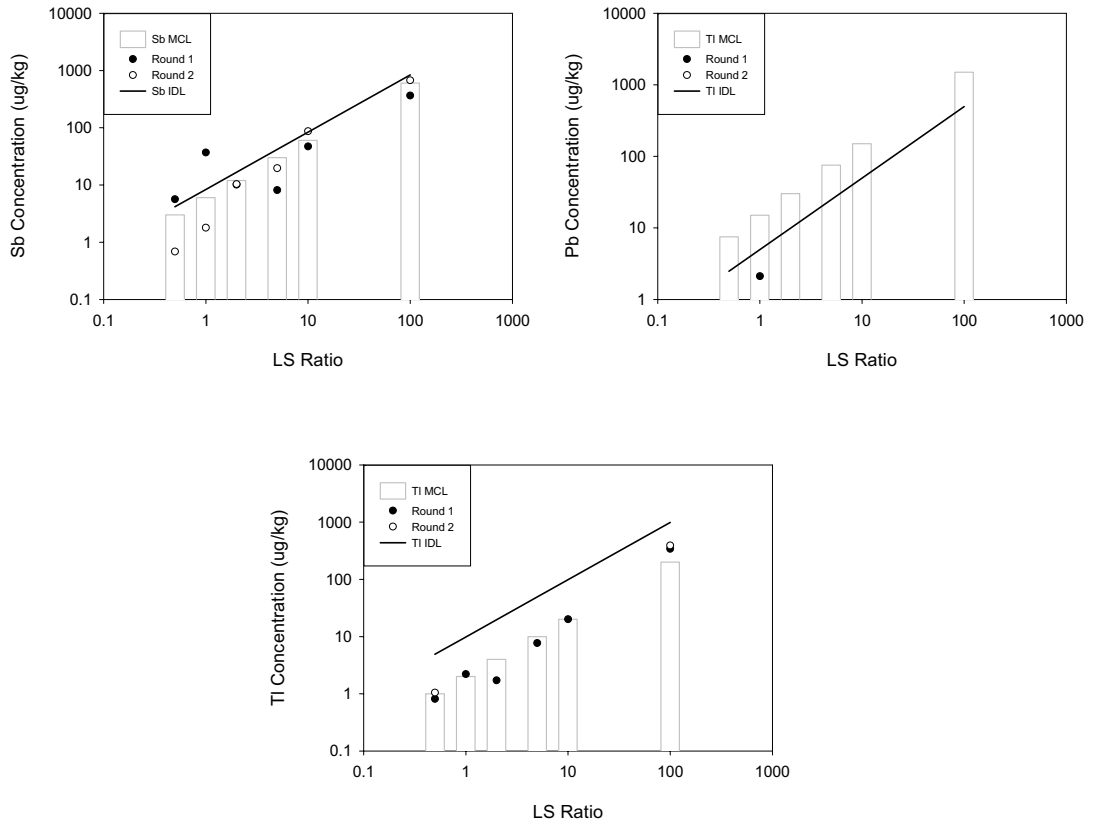 10000
1000
100
10
1
0.1
Sb Concentration (ug/kg)
Sb MCL
Round 1
Round 2
Sb IDL
0.1
1
10
100
1000
LS Ratio
10000
1000
100
10
1
Pb Concentration (ug/kg)
Tl MCL
Round 1
Round 2
Tl IDL
0.1
1
10
100
1000
LS Ratio
10000
1000
100
10
1
0.1
Tl Concentration (ug/kg)
Tl MCL
Round 1
Round 2
Tl IDL
0.1
1
10
100
1000
LS Ratio